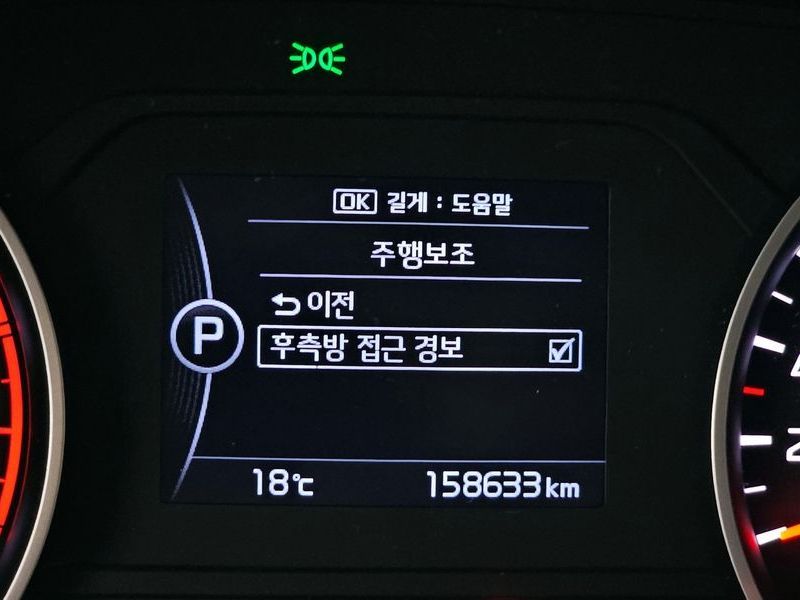 OK 길게 : 도움말
주행보조
이전
P
후측방 접근 경보
18℃ 158633km
2